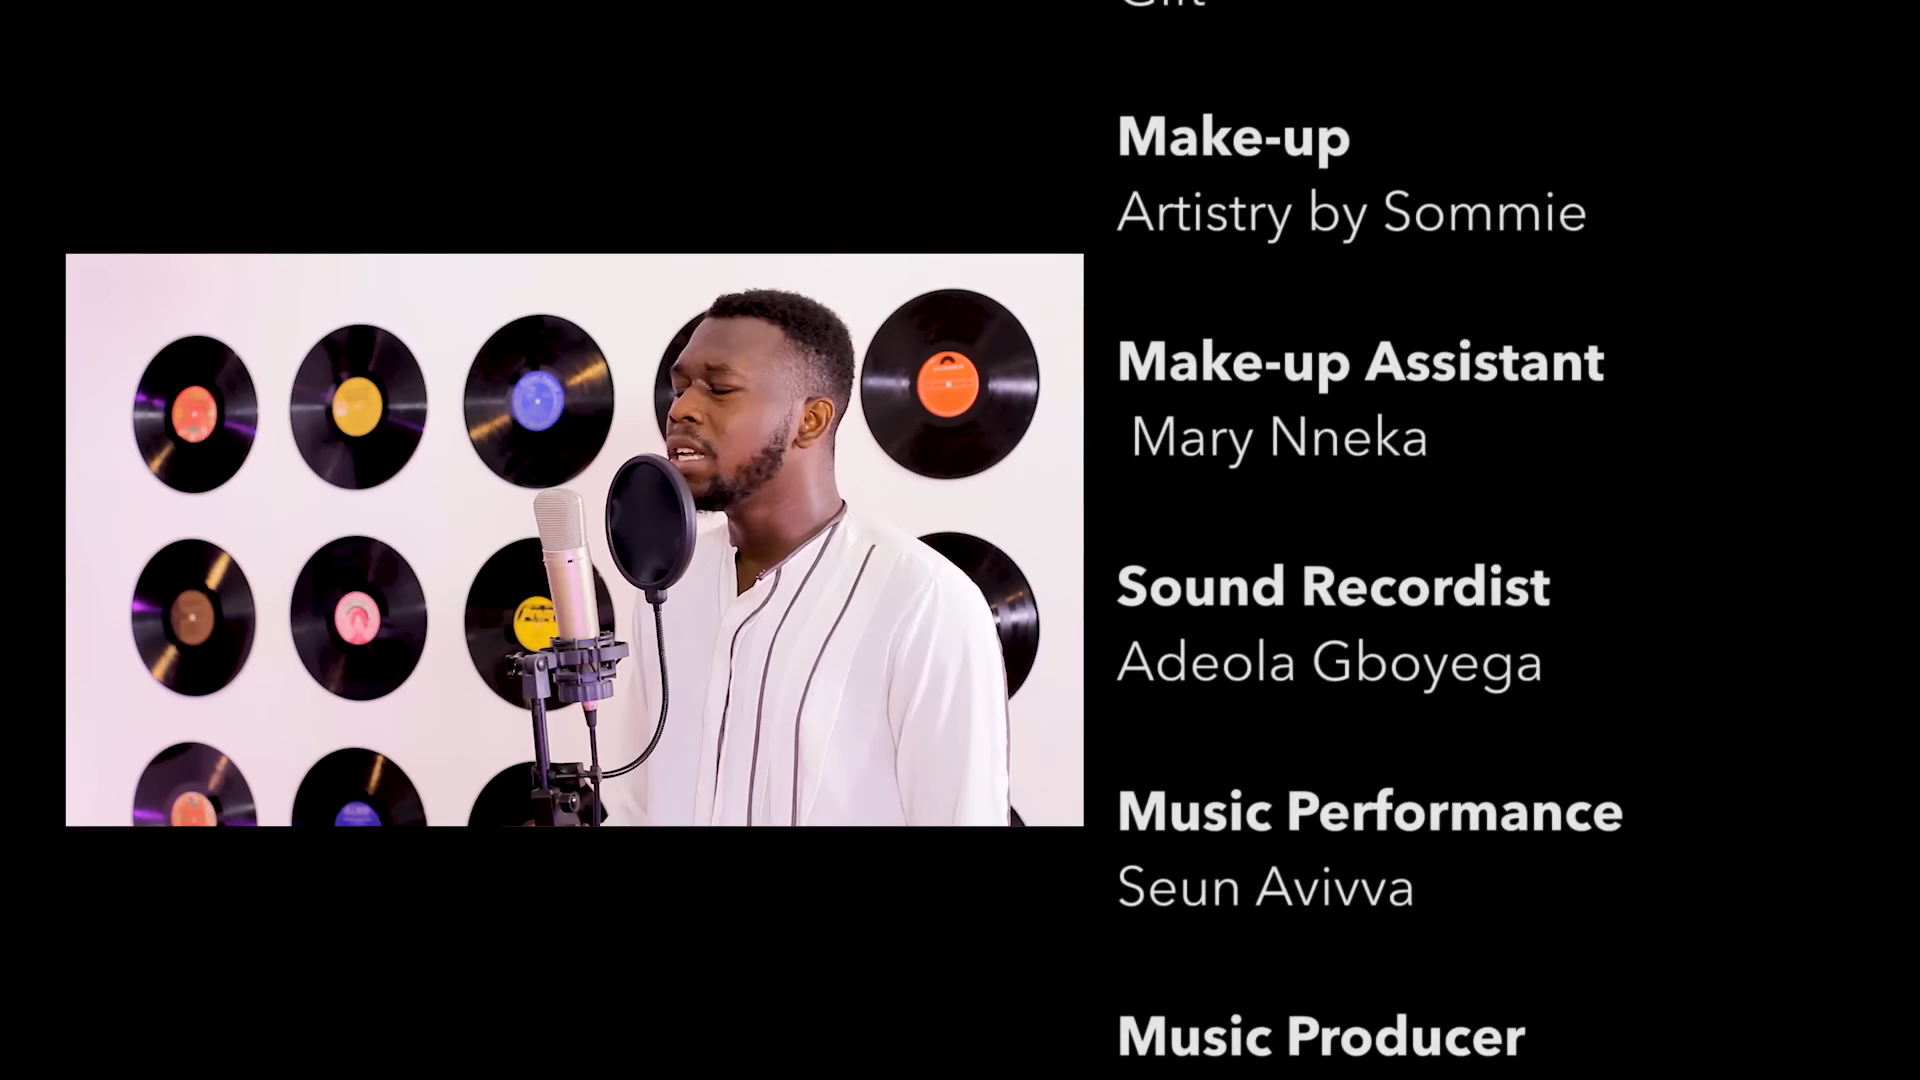 Make-up
Artistry by Sommie
Make-up Assistant
Mary Nneka
Sound Recordist
Adeola Gboyega
Music Performance
Seun Avivva
Music Producer